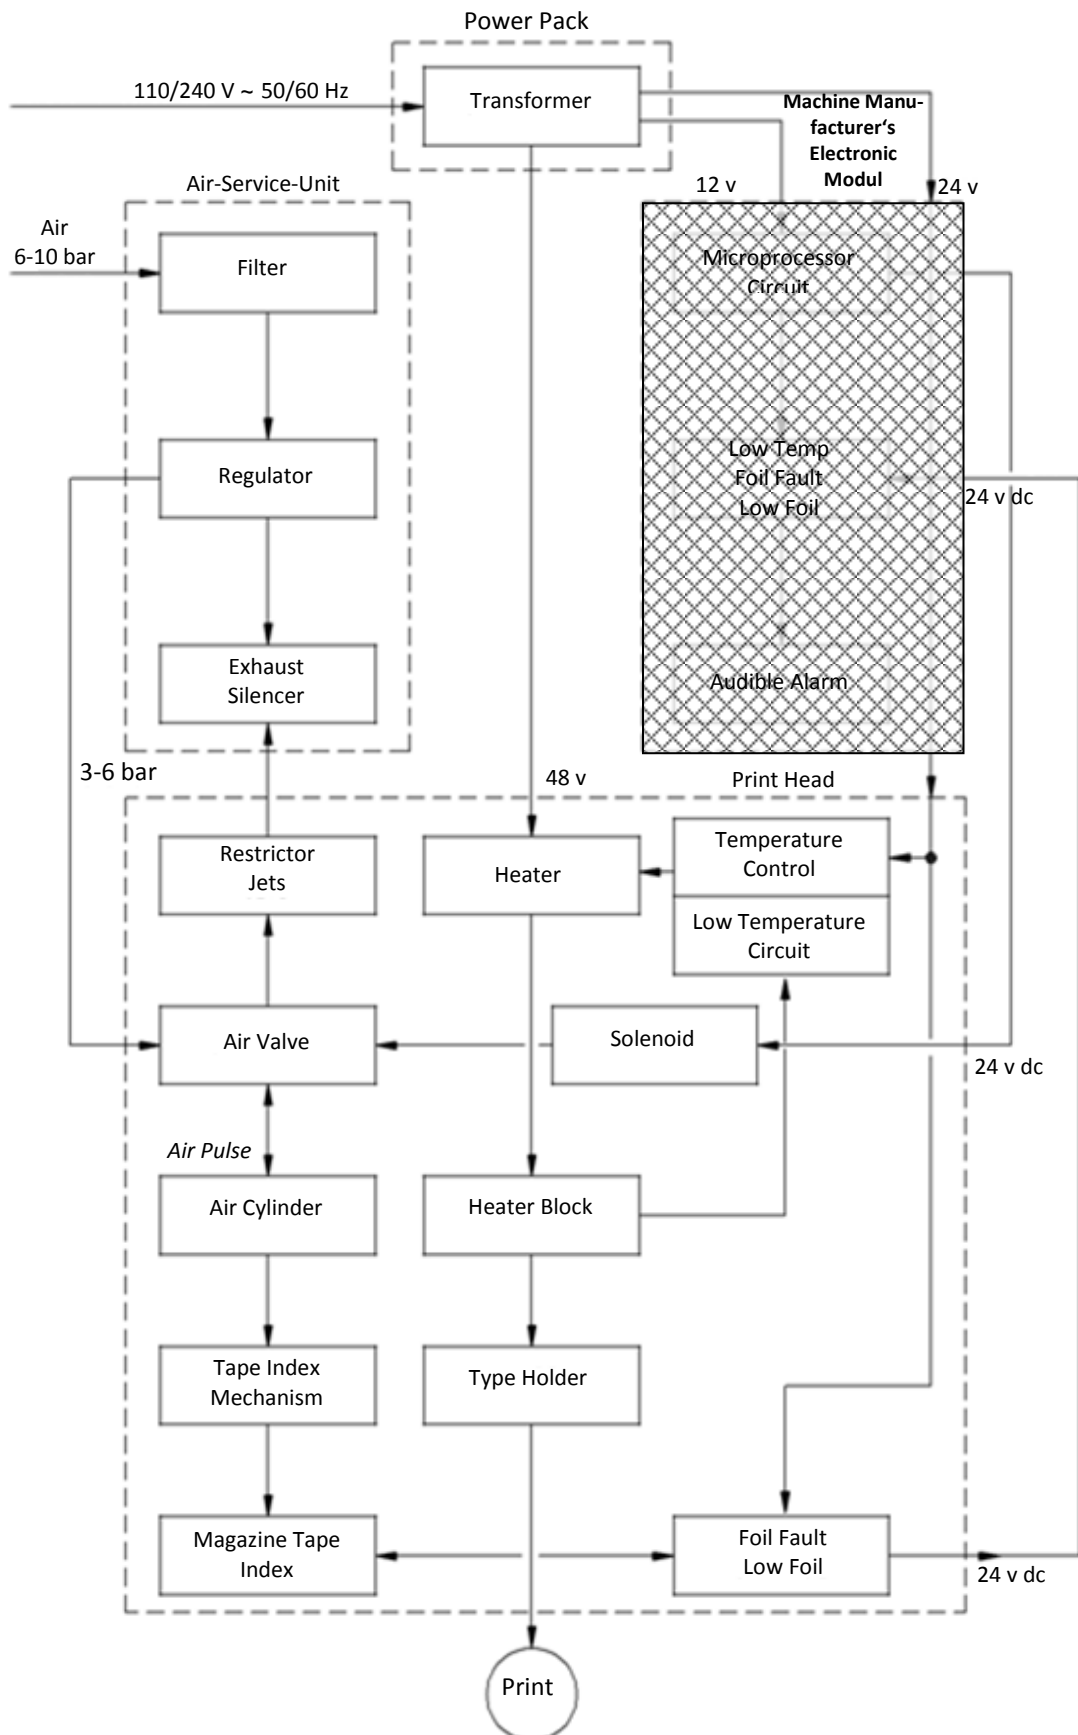 Power Pack
110/240 V ~ 50/60 Hz
Transformer
Machine Manu-
facturer‘s
Electronic
Modul
Air-Service-Unit
12 v
24 v
Air
6-10 bar
Filter
Microprocessor
Circuit
Regulator
Low Temp
Foil Fault
Low Foil
24 v dc
Exhaust
Silencer
Audible Alarm
3-6 bar
48 v
Print Head
Restrictor
Jets
Heater
Temperature
Control
Low Temperature
Circuit
Air Valve
Solenoid
24 v dc
Air Pulse
Air Cylinder
Heater Block
Tape Index
Mechanism
Type Holder
Magazine Tape
Index
Foil Fault
Low Foil
24 v dc
Print